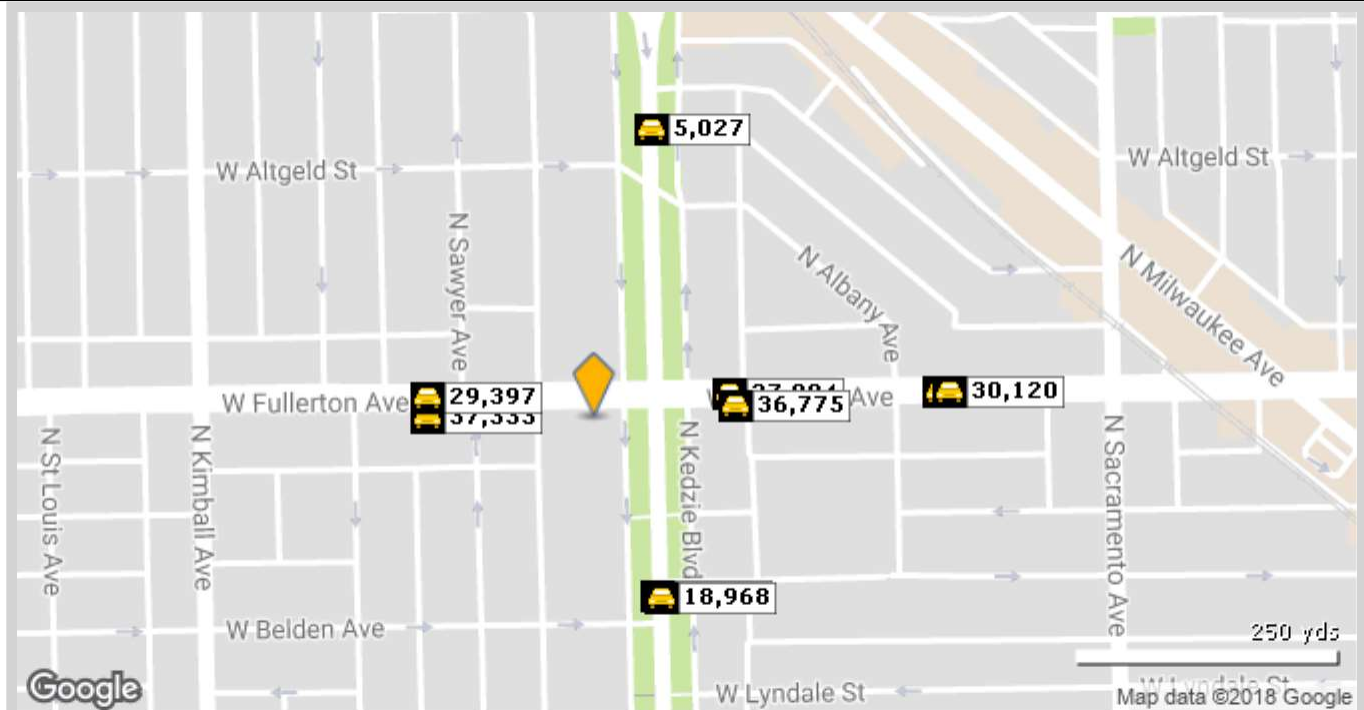 5,027
W Altgeld St
W Altgeld St
N Sawyer Ave
N Albany Ave
N Milwaukee Ave
29,397
W Fullerton Ave
36,775
Ave
30,120
N St Louis Ave
N Kimball Ave
N Kedzie Blvd
N Sacramento Ave
18,968
W Belden Ave
250 yds
Google
W Lyndale St
Map data ©2018 Google